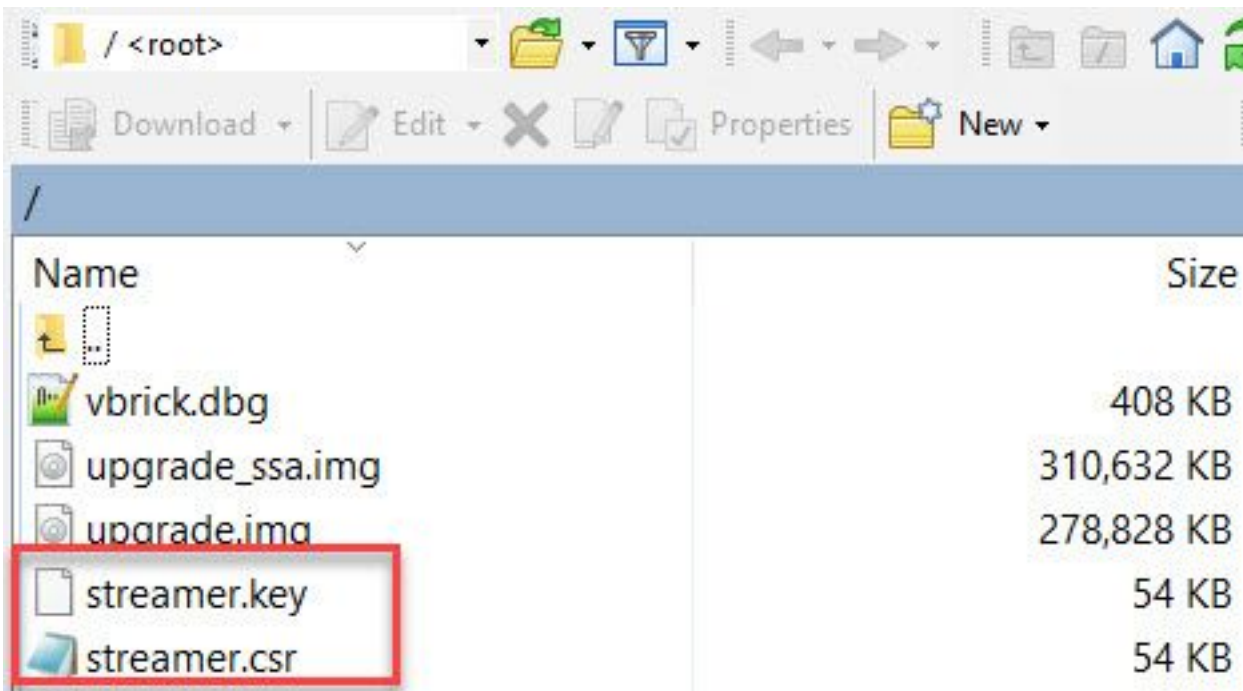 / <root>
Download Edit Properties New
/
Name Size
..
vbrick.dbg 408 KB
upgrade_ssa.img 310,632 KB
upgrade.img 278,828 KB
streamer.key 54 KB
streamer.csr 54 KB